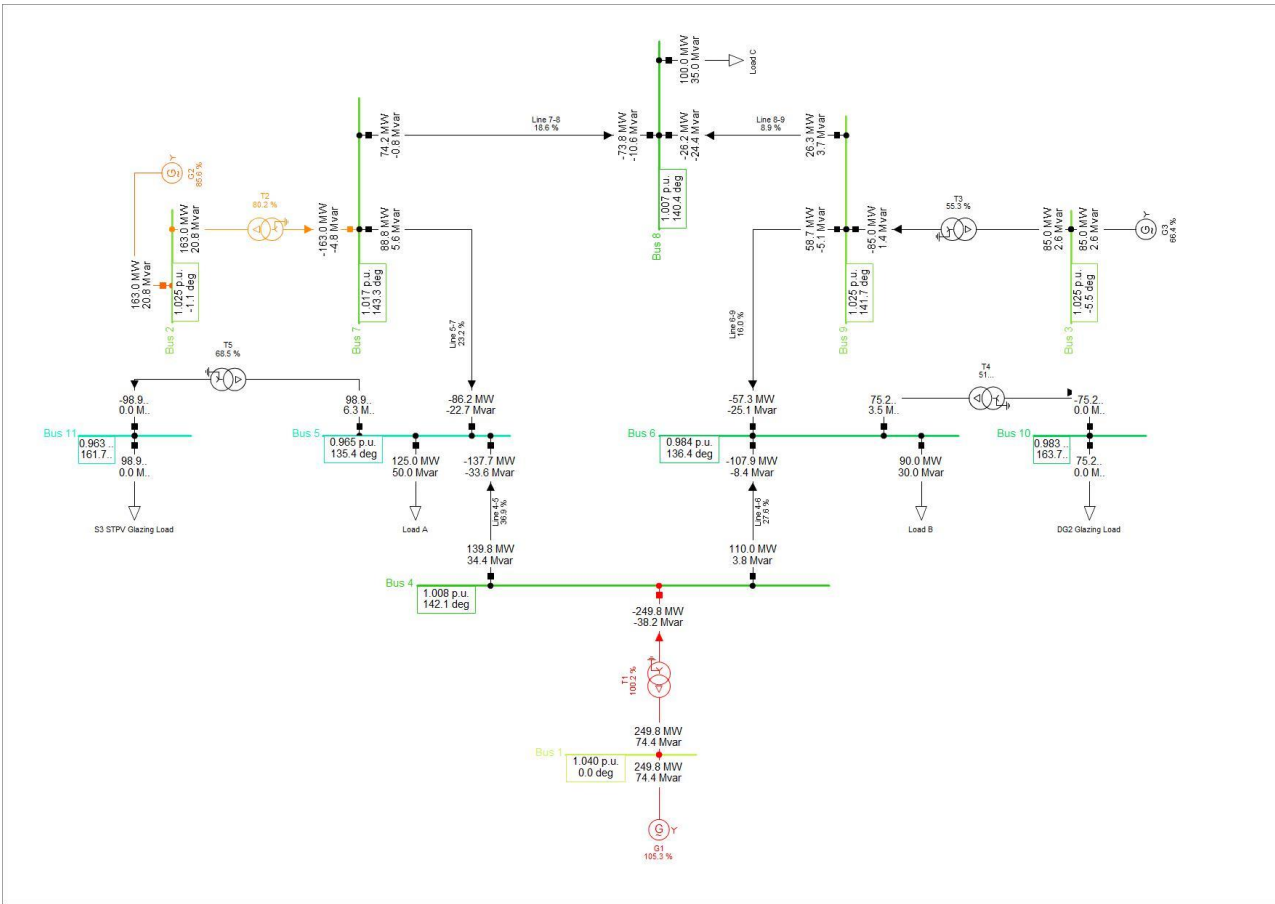 100.0 MW
35.0 Mvar
Load C
74.2 MW
-0.8 Mvar
Line 7-8
18.6 %
-73.8 MW
-10.6 Mvar
-26.2 MW
-24.4 Mvar
Line 8-9
8.9 %
26.3 MW
3.7 Mvar
G
Y
G2
85.6 %
1.007 p.u.
140.4 deg
Bus 8
163.0 MW
20.8 Mvar
T2
80.2 %
-163.0 MW
-4.8 Mvar
88.8 MW
5.6 Mvar
58.7 MW
-5.1 Mvar
-85.0 MW
1.4 Mvar
T3
55.3 %
85.0 MW
2.6 Mvar
85.0 MW
2.6 Mvar
G
Y
G3
66.4 %
163.0 MW
20.8 Mvar
1.025 p.u.
-1.1 deg
Bus 2
1.017 p.u.
143.3 deg
Bus 7
1.025 p.u.
141.7 deg
Bus 9
1.025 p.u.
-5.5 deg
Bus 3
Line 5-7
23.2 %
Line 6-9
16.0 %
T5
68.5 %
T4
51...
-98.9..
0.0 M..
98.9..
6.3 M..
-86.2 MW
-22.7 Mvar
-57.3 MW
-25.1 Mvar
75.2..
3.5 M..
-75.2..
0.0 M..
Bus 11
0.963 ..
161.7..
Bus 5
0.965 p.u.
135.4 deg
Bus 6
0.984 p.u.
136.4 deg
Bus 10
0.983 ..
163.7..
98.9..
0.0 M..
125.0 MW
50.0 Mvar
-137.7 MW
-33.6 Mvar
-107.9 MW
-8.4 Mvar
90.0 MW
30.0 Mvar
75.2..
0.0 M..
S3 STPV Glazing Load
Load A
Line 4-5
36.9 %
Line 4-6
27.6 %
Load B
DG2 Glazing Load
139.8 MW
34.4 Mvar
110.0 MW
3.8 Mvar
Bus 4
1.008 p.u.
142.1 deg
-249.8 MW
-38.2 Mvar
T1
100.2 %
249.8 MW
74.4 Mvar
Bus 1
1.040 p.u.
0.0 deg
249.8 MW
74.4 Mvar
G
Y
G1
105.3 %